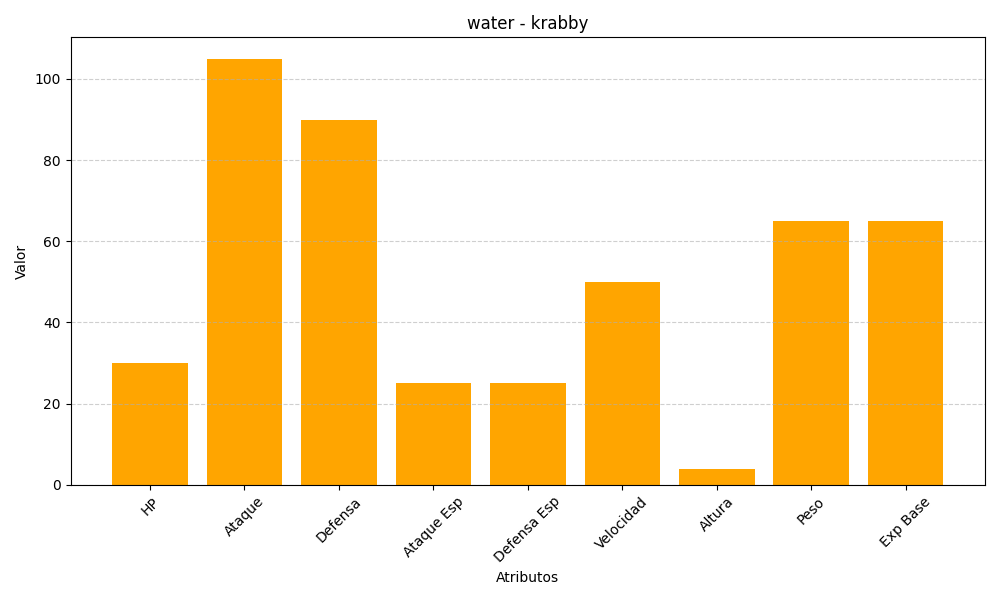 water - krabby
Valor
100
80
60
40
20
0
HP
Ataque
Defensa
Ataque Esp
Defensa Esp
Velocidad
Altura
Peso
Exp Base
Atributos